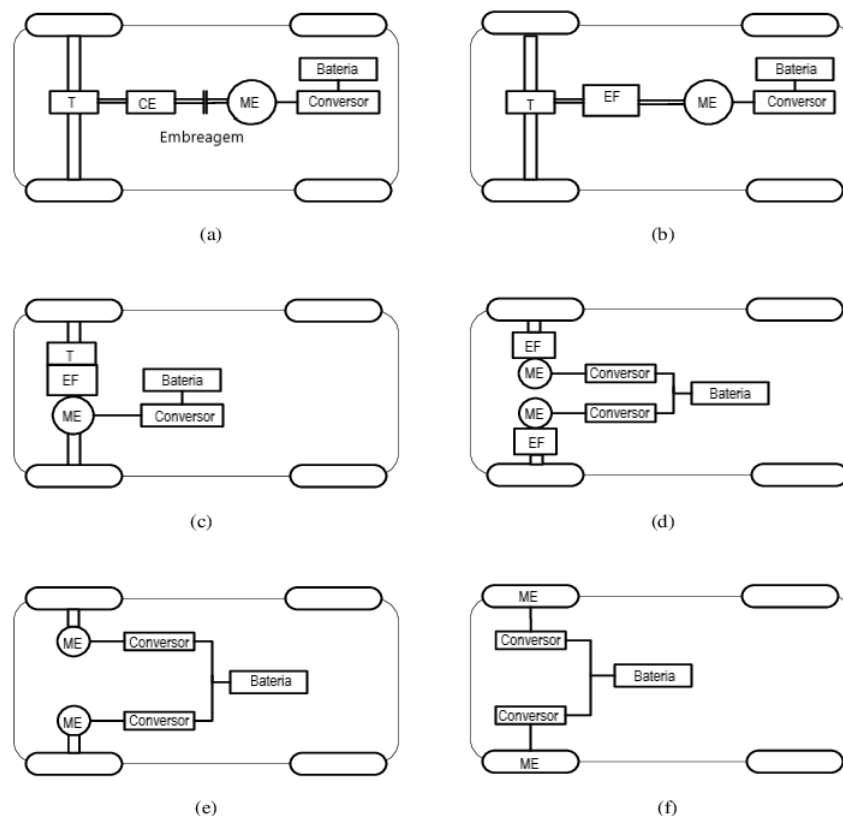 Bateria
T CE ME Conversor
Embreagem
(a)
Bateria
T EF ME Conversor
(b)
T
EF Bateria
ME Conversor
(c)
EF
ME Conversor
Bateria
ME Conversor
EF
(d)
ME Conversor
Bateria
ME Conversor
(e)
ME
Conversor
Bateria
Conversor
ME
(f)